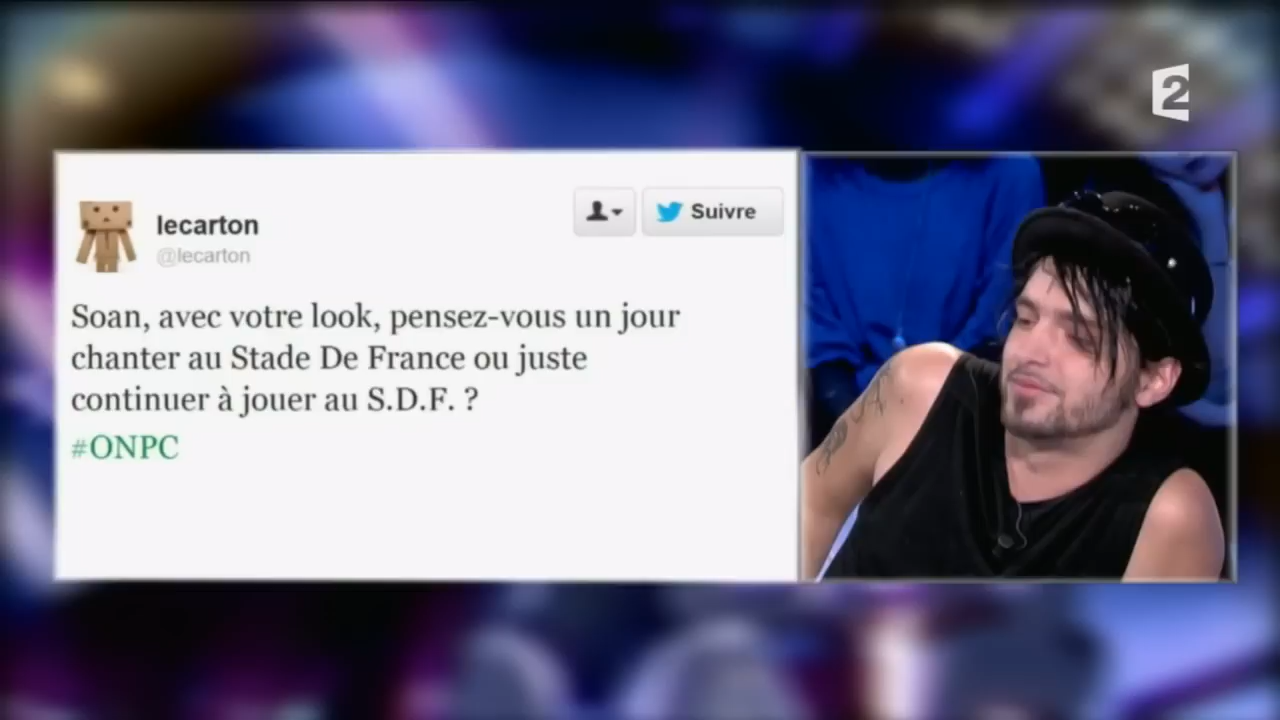 2
lecarton
@lecarton
Suivre
Soan, avec votre look, pensez-vous un jour
chanter au Stade De France ou juste
continuer à jouer au S.D.F. ?
#ONPC